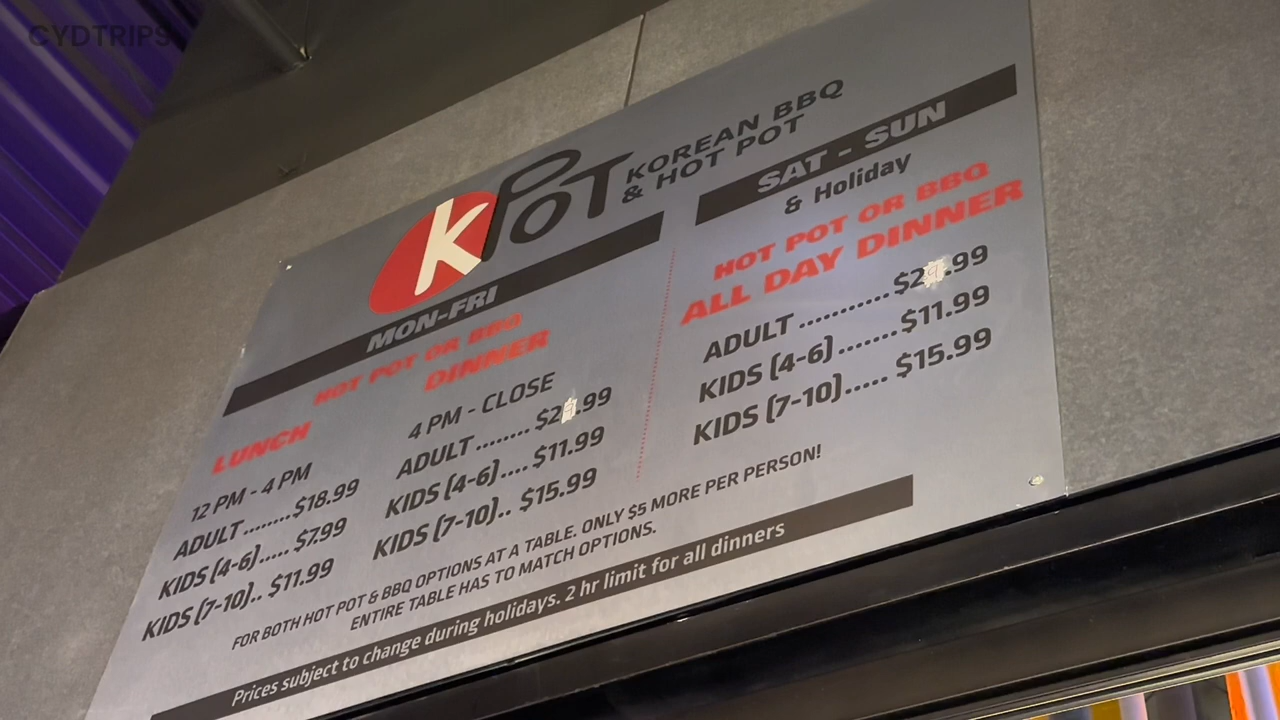 CYDTRIPS
KPOT KOREAN BBQ
& HOT POT
MON-FRI
HOT POT OR BBQ
LUNCH
12 PM - 4 PM
ADULT ........$18.99
KIDS (4-6)..... $7.99
KIDS (7-10).. $11.99
DINNER
4 PM - CLOSE
ADULT ........
KIDS (4-6).... $11.99
KIDS (7-10).. $15.99
SAT - SUN
& Holiday
HOT POT OR BBQ
ALL DAY DINNER
ADULT ...........
KIDS (4-6) .......$11.99
KIDS (7-10)..... $15.99
FOR BOTH HOT POT & BBQ OPTIONS AT A TABLE. ONLY $5 MORE PER PERSON!
ENTIRE TABLE HAS TO MATCH OPTIONS.
Prices subject to change during holidays. 2 hr limit for all dinners